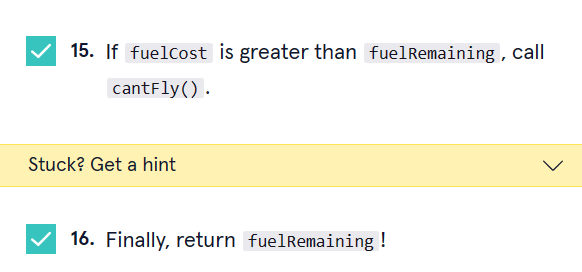 15. If fuelCost is greater than fuelRemaining, call
cantFly().
Stuck? Get a hint
16. Finally, return fuelRemaining!